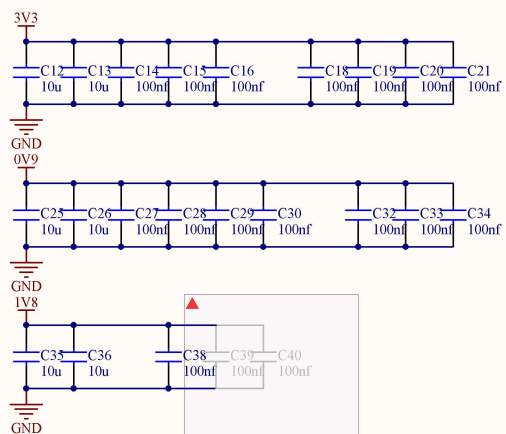 3V3
C12 C13 C14 C15 C16 C18 C19 C20 C21
10u 10u 100nf 100nf 100nf 100nf 100nf 100nf 100nf
GND
0V9
C25 C26 C27 C28 C29 C30 C32 C33 C34
10u 10u 100nf 100nf 100nf 100nf 100nf 100nf 100nf
GND
1V8
C35 C36 C38 C39 C40
10u 10u 100nf 100nf 100nf
GND